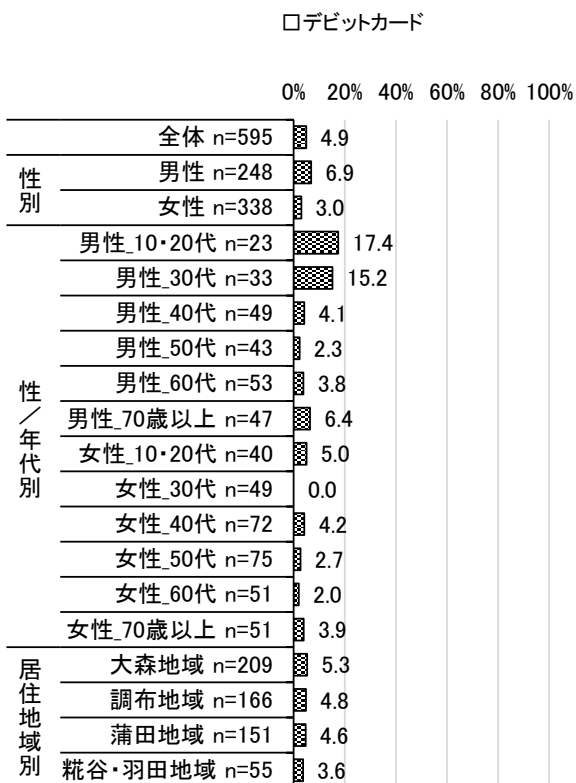 □デビットカード
0% 20% 40% 60% 80% 100%
全体 n=595 4.9
性別
男性 n=248 6.9
女性 n=338 3.0
性／年代別
男性_10・20代 n=23 17.4
男性_30代 n=33 15.2
男性_40代 n=49 4.1
男性_50代 n=43 2.3
男性_60代 n=53 3.8
男性_70歳以上 n=47 6.4
女性_10・20代 n=40 5.0
女性_30代 n=49 0.0
女性_40代 n=72 4.2
女性_50代 n=75 2.7
女性_60代 n=51 2.0
女性_70歳以上 n=51 3.9
居住地域別
大森地域 n=209 5.3
調布地域 n=166 4.8
蒲田地域 n=151 4.6
糀谷・羽田地域 n=55 3.6